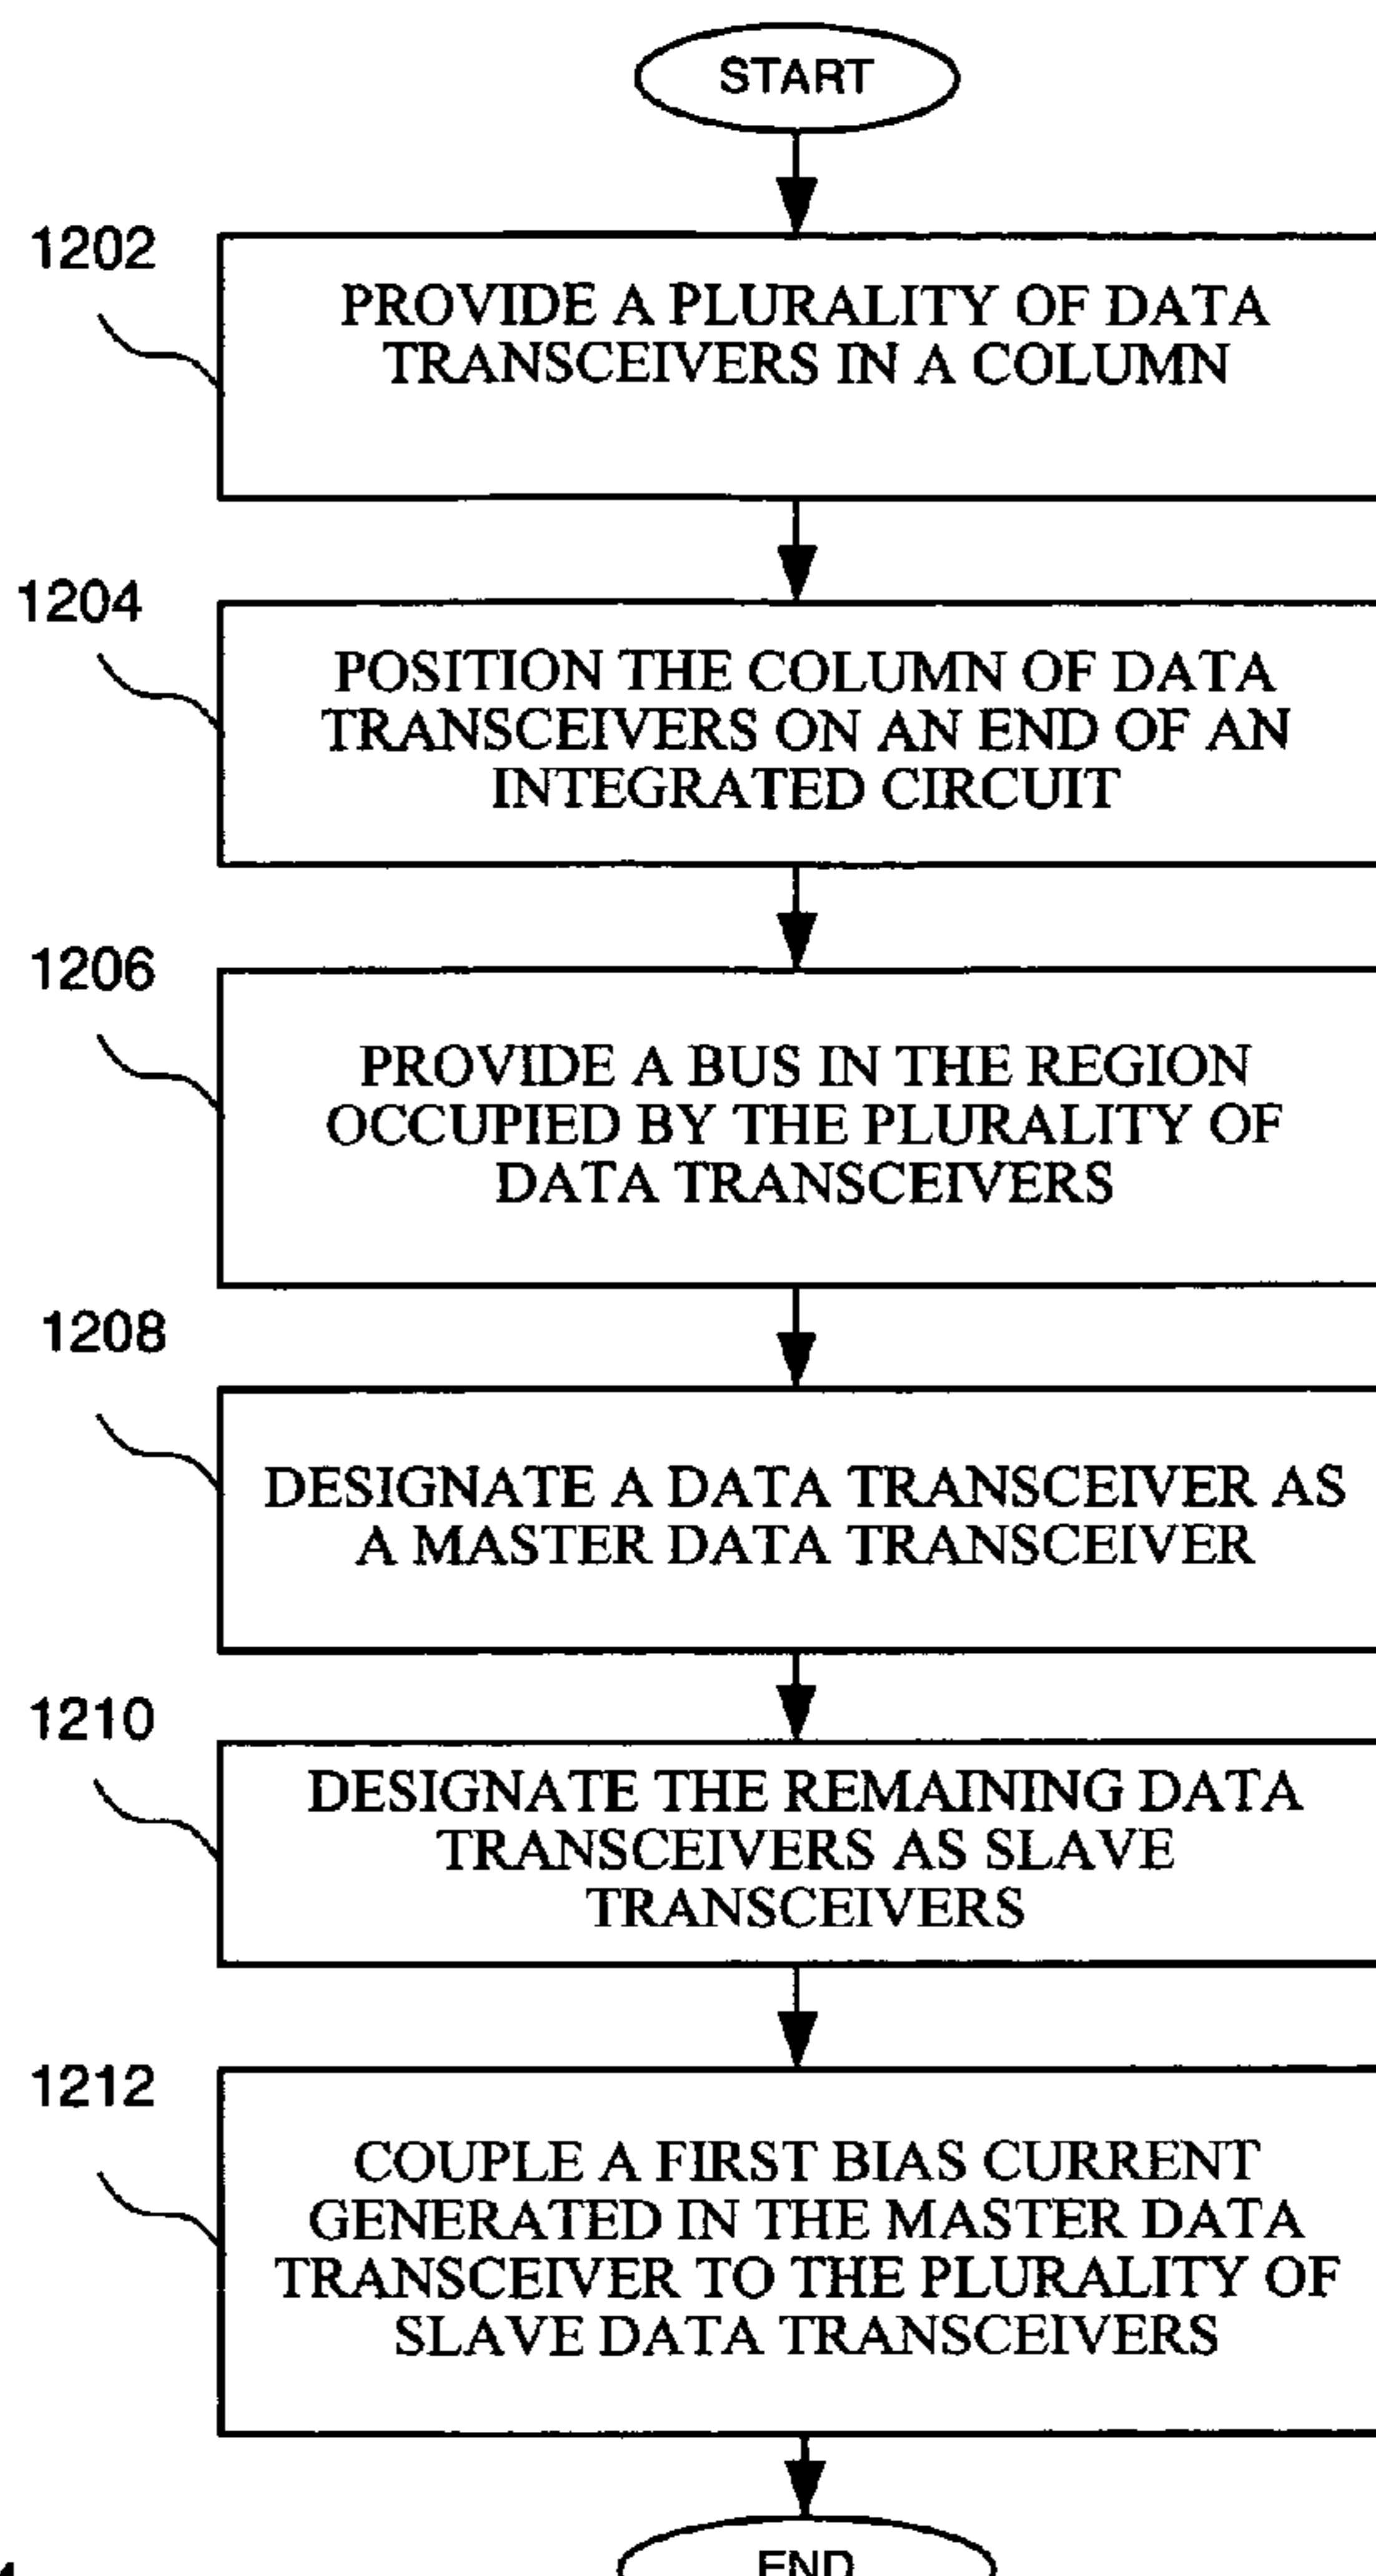 START
1202
PROVIDE A PLURALITY OF DATA
TRANSCEIVERS IN A COLUMN
1204
POSITION THE COLUMN OF DATA
TRANSCEIVERS ON AN END OF AN
INTEGRATED CIRCUIT
1206
PROVIDE A BUS IN THE REGION
OCCUPIED BY THE PLURALITY OF
DATA TRANSCEIVERS
1208
DESIGNATE A DATA TRANSCEIVER AS
A MASTER DATA TRANSCEIVER
1210
DESIGNATE THE REMAINING DATA
TRANSCEIVERS AS SLAVE
TRANSCEIVERS
1212
COUPLE A FIRST BIAS CURRENT
GENERATED IN THE MASTER DATA
TRANSCEIVER TO THE PLURALITY OF
SLAVE DATA TRANSCEIVERS
END